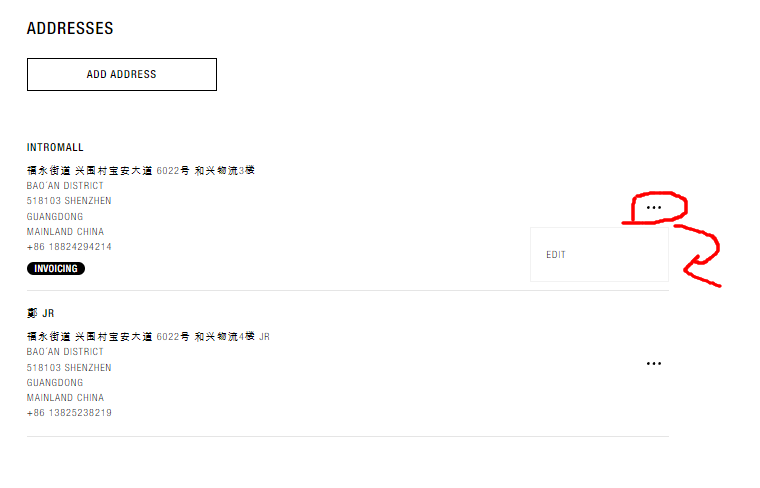 ADDRESSES
ADD ADDRESS
INTROMALL
福永街道 兴围村宝安大道 6022号 和兴物流3楼
BAO'AN DISTRICT
518103 SHENZHEN
GUANGDONG
MAINLAND CHINA
+86 18824294214
INVOICING
...
EDIT
鄭 JR
福永街道 兴围村宝安大道 6022号 和兴物流4楼 JR
BAO'AN DISTRICT
518103 SHENZHEN
GUANGDONG
MAINLAND CHINA
+86 13825238219
...